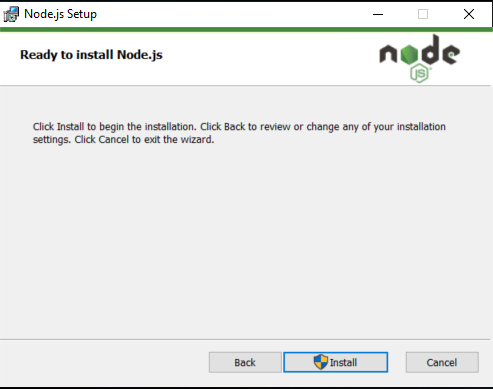 Node.js Setup
Ready to install Node.js
node
JS
Click Install to begin the installation. Click Back to review or change any of your installation
settings. Click Cancel to exit the wizard.
Back
Install
Cancel